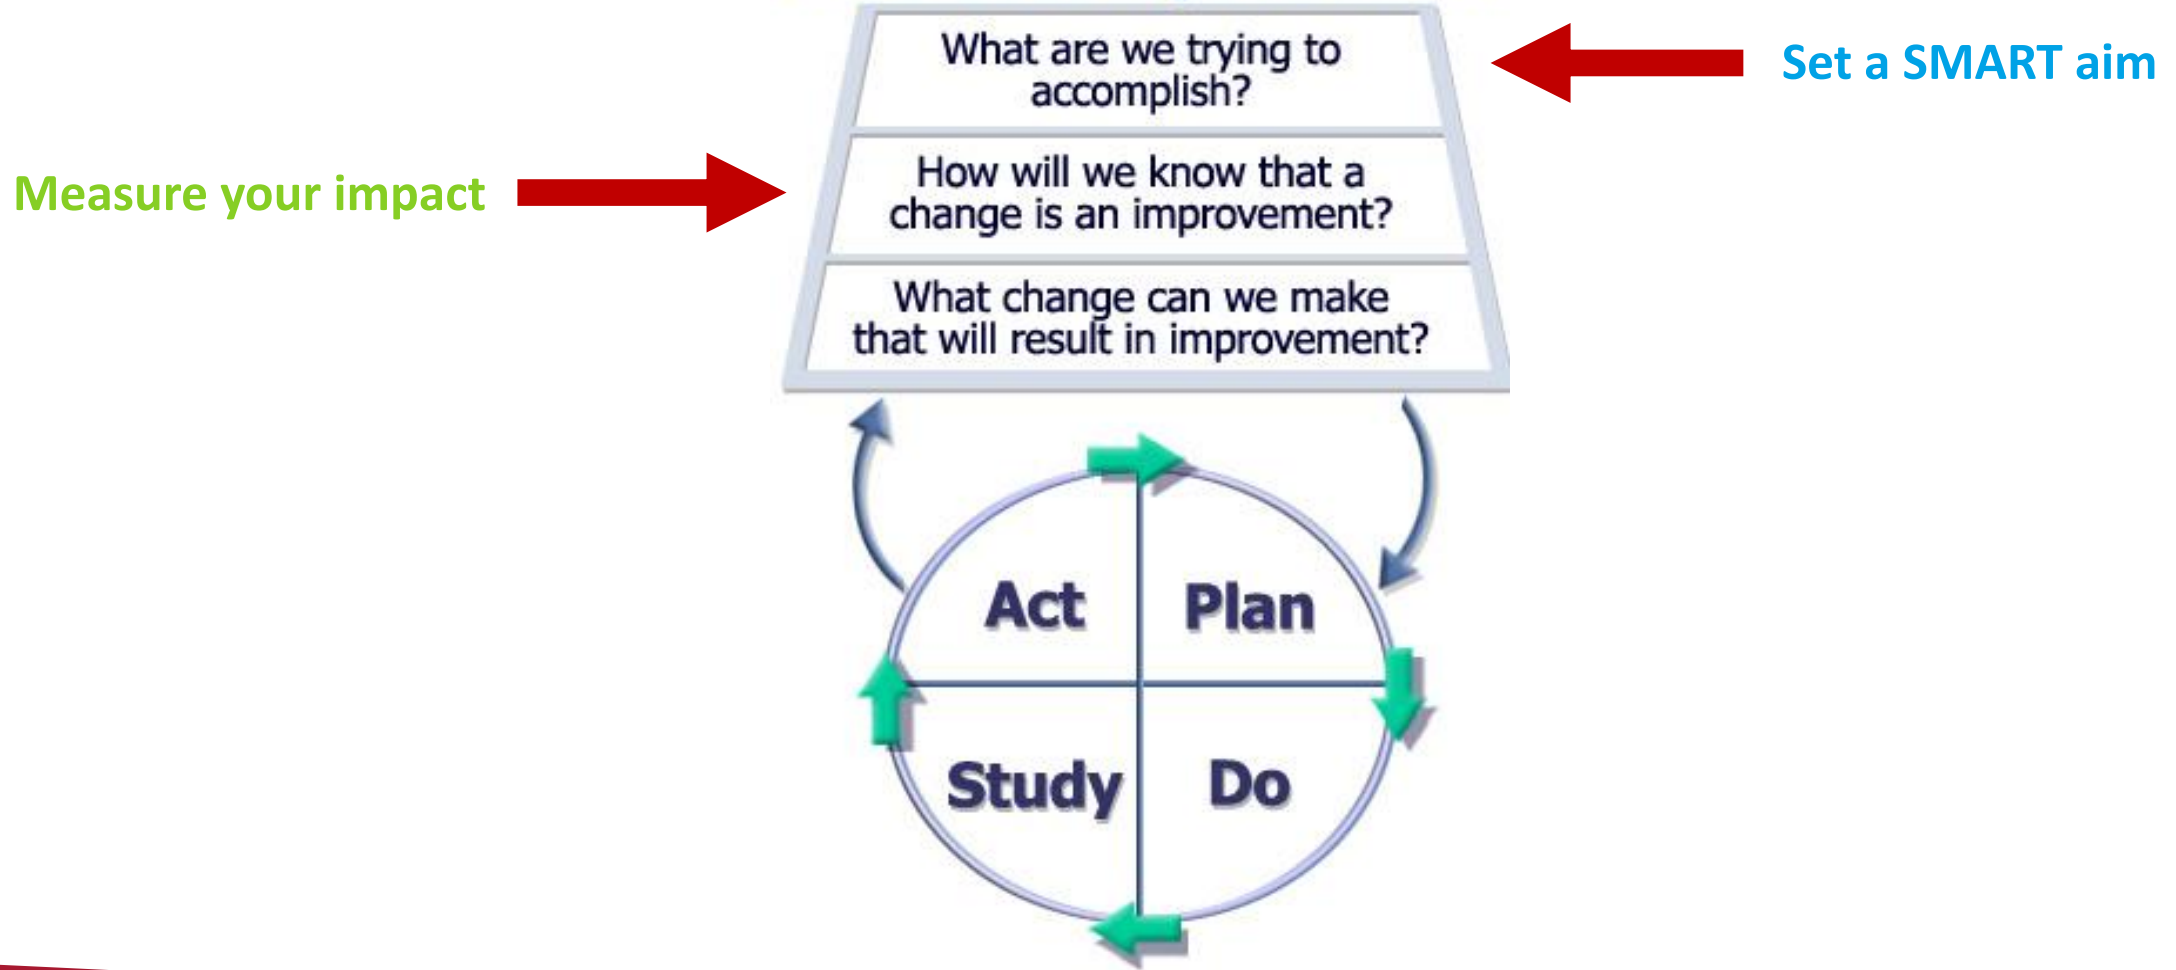 What are we trying to
accomplish?
Set a SMART aim
Measure your impact
How will we know that a
change is an improvement?
What change can we make
that will result in improvement?
Act
Plan
Study
Do